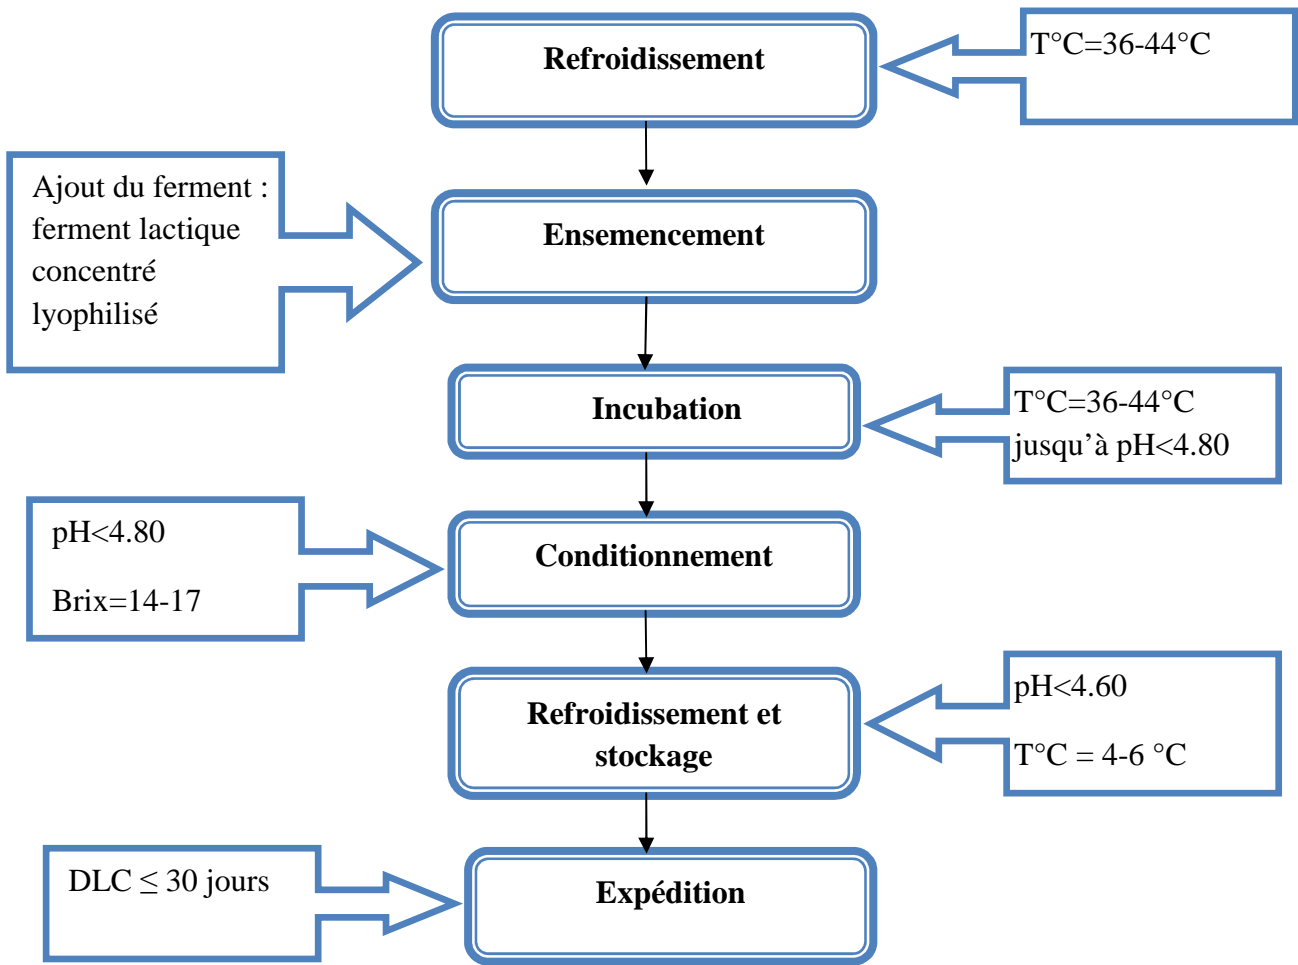 Refroidissement
T°C=36-44°C
Ajout du ferment :
ferment lactique
concentré
lyophilisé
Ensemencement
Incubation
T°C=36-44°C
jusqu’à pH<4.80
pH<4.80
Brix=14-17
Conditionnement
Refroidissement et
stockage
pH<4.60
T°C = 4-6 °C
DLC ≤ 30 jours
Expédition